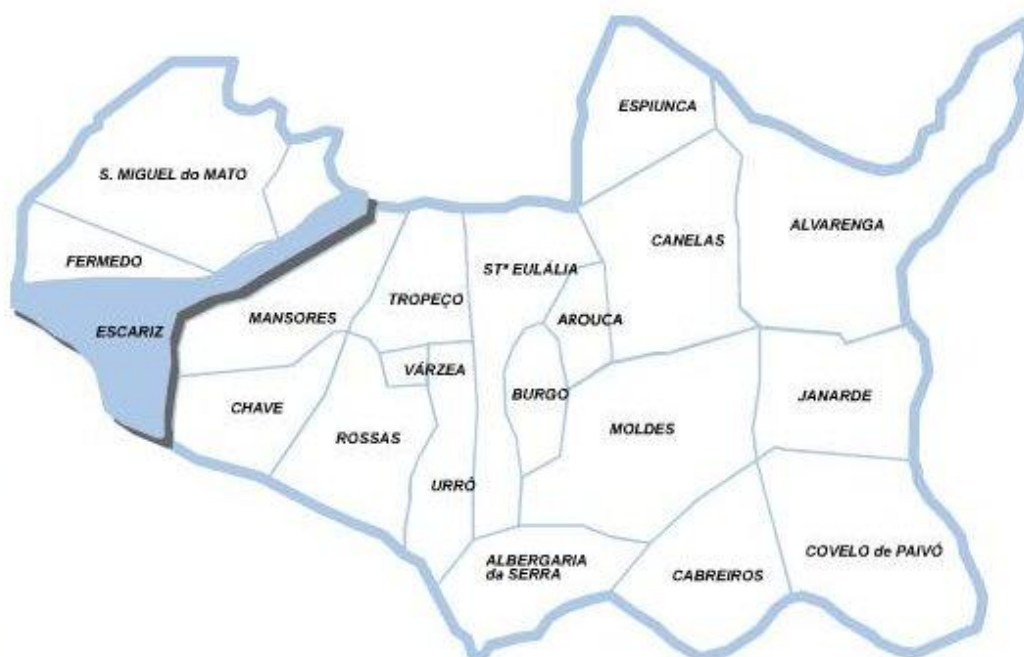 ESPIUNCA
S. MIGUEL do MATO
ALVARENGA
CANELAS
FERMEDO
STª EULÁLIA
TROPEÇO
MANSORES
AROUCA
ESCARIZ
VÁRZEA
BURGO
JANARDE
CHAVE
MOLDES
ROSSAS
URRÔ
COVELO de PAIVÓ
ALBERGARIA
da SERRA
CABREIROS